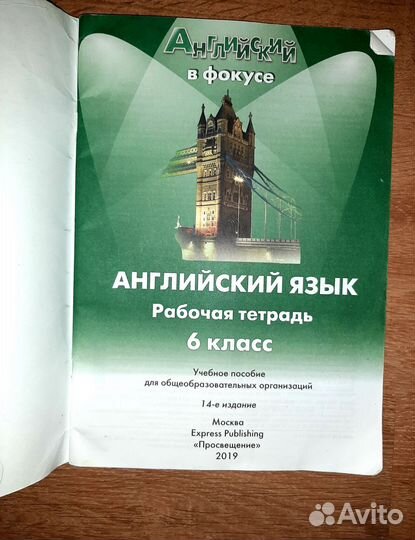 Английский
в фокусе
АНГЛИЙСКИЙ ЯЗЫК
Рабочая тетрадь
6 класс
Учебное пособие
для общеобразовательных организаций
14-е издание
Москва
Express Publishing
«Просвещение»
2019
Avito